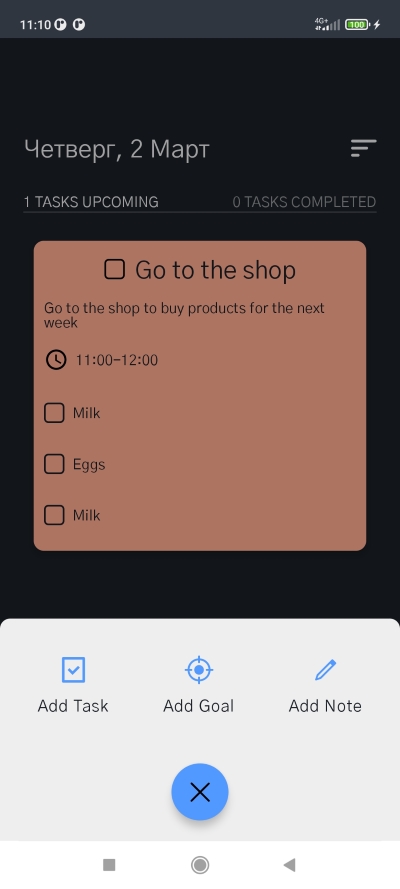 11:10
4G+
100
Четверг, 2 Март
1 TASKS UPCOMING
0 TASKS COMPLETED
Go to the shop
Go to the shop to buy products for the next
week
11:00-12:00
Milk
Eggs
Milk
Add Task
Add Goal
Add Note